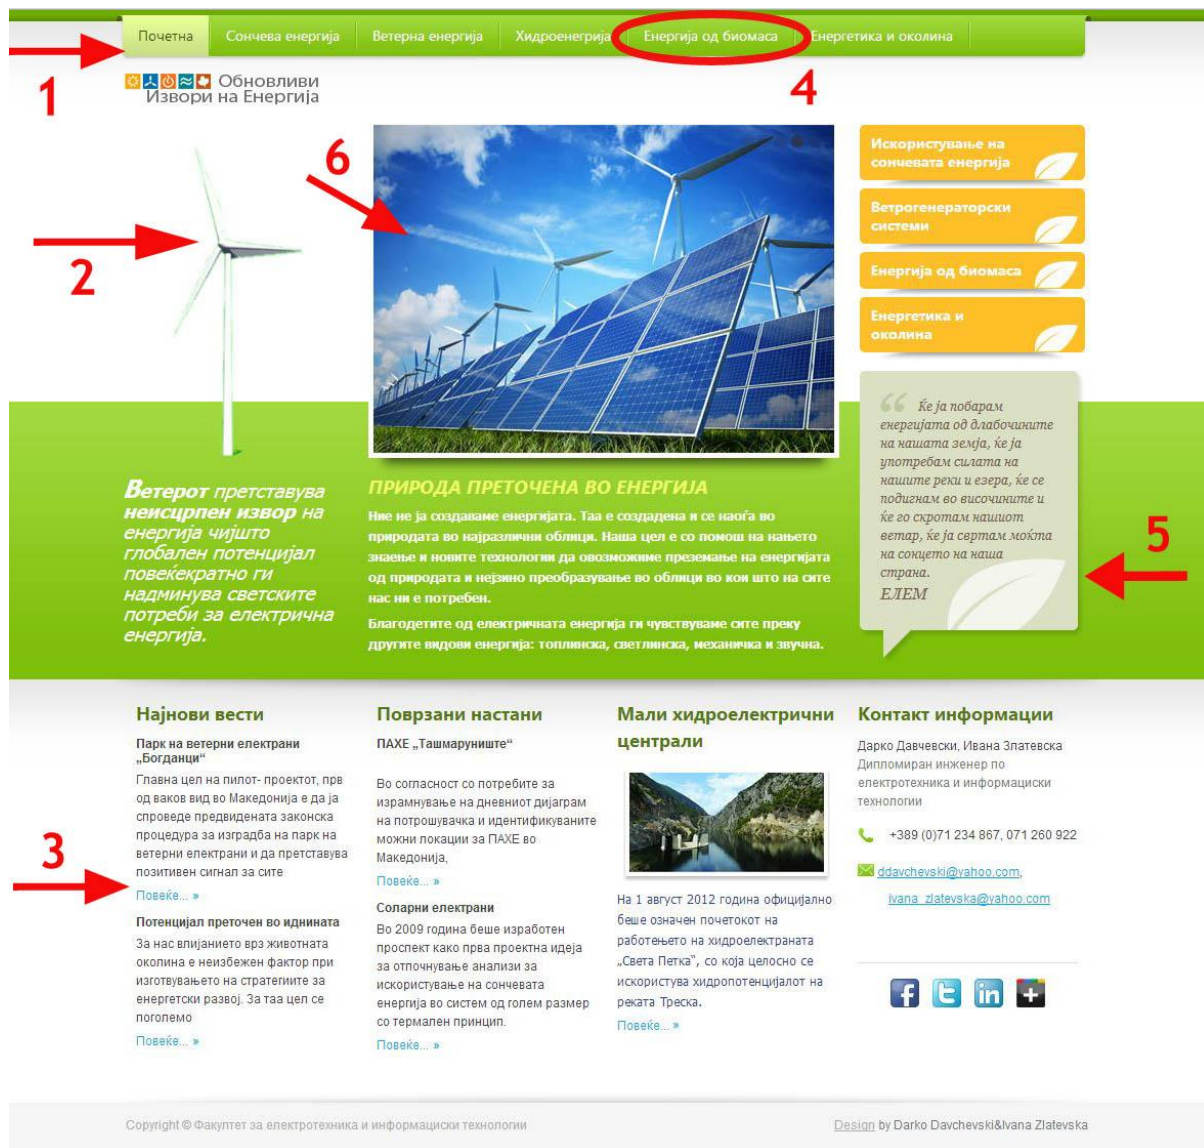 Почетна
Сончева енергија
Ветерна енергија
Хидроенергија
Енергија од биомаса
Енергетика и околина
1
4
Обновливи
Извори на Енергија
6
2
Искористување на
сончевата енергија
Ветрогенераторски
системи
Енергија од биомаса
Енергетика и
околина
“ Ќе ја побарам
енергијата од длабочините
на нашата земја, ќе ја
употребам силата на
нашите реки и езера, ќе се
подигнам во височините и
ќе го скротам нашиот
ветар, ќе ја свртам моќта
на сонцето на наша
страна.
ЕЛЕМ
5
Ветерот претставува
неисцрпен извор на
енергија чијшто
глобален потенцијал
повеќекратно ги
надминува светските
потреби за електрична
енергија.
ПРИРОДА ПРЕТОЧЕНА ВО ЕНЕРГИЈА
Ние не ја создаваме енергијата. Таа е создадена и се наоѓа во
природата во најразлични облици. Наша цел е со помош на нањето
знаење и новите технологии да овозможиме преземање на енергијата
од природата и нејзино преобразување во облици во кои што на сите
нас ни е потребен.
Благодетите од електричната енергија ги чувствуваме сите преку
другите видови енергија: топлинска, светлинска, механичка и звучна.
Најнови вести
Парк на ветерни електрани
„Богданци“
Главна цел на пилот- проектот, прв
од ваков вид во Македонија е да ја
спроведе предвидената законска
процедура за изградба на парк на
ветерни електрани и да претставува
позитивен сигнал за сите
3
Повеќе... »
Потенцијал преточен во иднината
За нас влијанието врз животната
околина е неизбежен фактор при
изготвувањето на стратегиите за
енергетски развој. За таа цел се
поголемо
Повеќе... »
Поврзани настани
ПАХЕ „Ташмаруниште“
Во согласност со потребите за
израмнување на дневниот дијаграм
на потрошувачка и идентификуваните
можни локации за ПАХЕ во
Македонија,
Повеќе... »
Соларни електрани
Во 2009 година беше изработен
проспект како прва проектна идеја
за отпочнување анализи за
искористување на сончевата
енергија во систем од голем размер
со термален принцип.
Повеќе... »
Мали хидроелектрични
централи
На 1 август 2012 година официјално
беше означен почетокот на
работењето на хидроелектраната
„Света Петка“, со која целосно се
искористува хидропотенцијалот на
реката Треска.
Повеќе... »
Контакт информации
Дарко Давчевски, Ивана Златевска
Дипломиран инженер по
електротехника и информациски
технологии
+389 (0)71 234 867, 071 260 922
ddavchevski@yahoo.com,
ivana_zlatevska@yahoo.com
Copyright © Факултет за електротехника и информациски технологии
Design by Darko Davchevski&Ivana Zlatevska